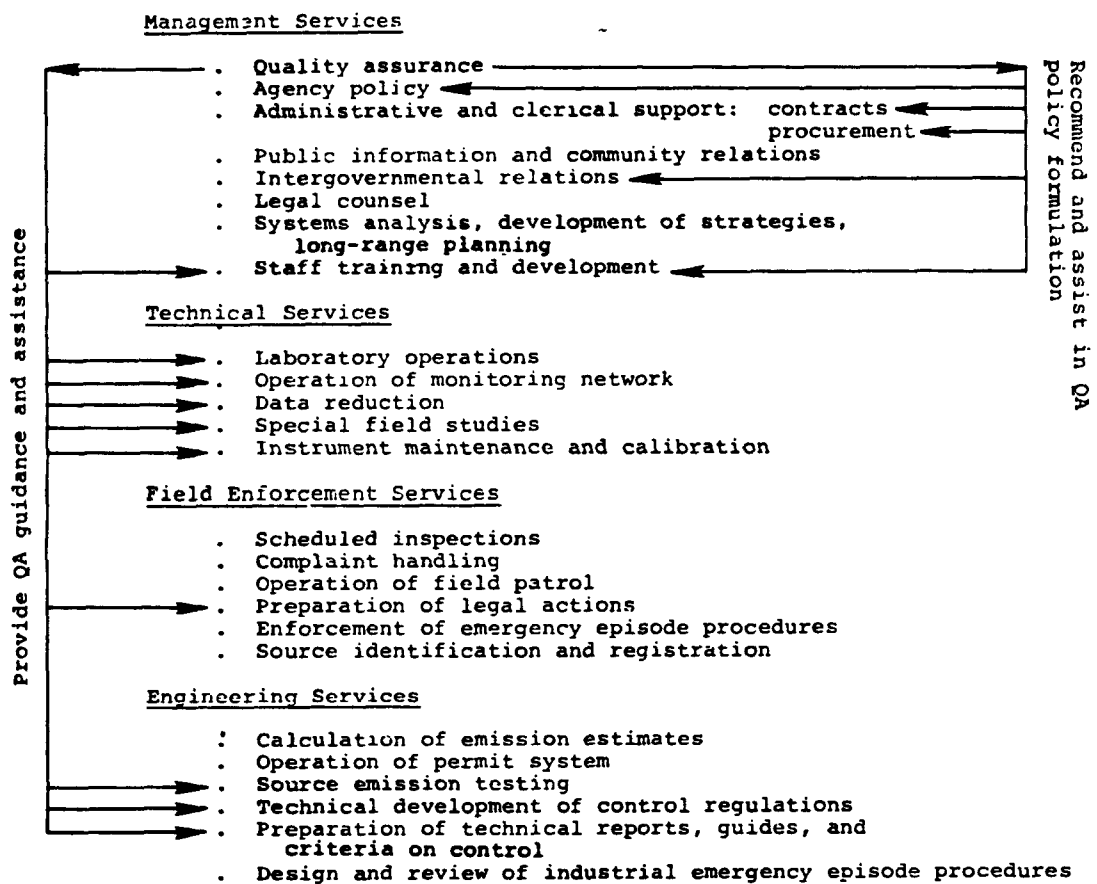 Management Services
. Quality assurance
. Agency policy
. Administrative and clerical support: contracts
procurement
. Public information and community relations
. Intergovernmental relations
. Legal counsel
. Systems analysis, development of strategies,
long-range planning
. Staff training and development
Technical Services
. Laboratory operations
. Operation of monitoring network
. Data reduction
. Special field studies
. Instrument maintenance and calibration
Field Enforcement Services
. Scheduled inspections
. Complaint handling
. Operation of field patrol
. Preparation of legal actions
. Enforcement of emergency episode procedures
. Source identification and registration
Engineering Services
. Calculation of emission estimates
. Operation of permit system
. Source emission testing
. Technical development of control regulations
. Preparation of technical reports, guides, and
criteria on control
. Design and review of industrial emergency episode procedures
Provide QA guidance and assistance
Recommend and assist in QA
policy formulation